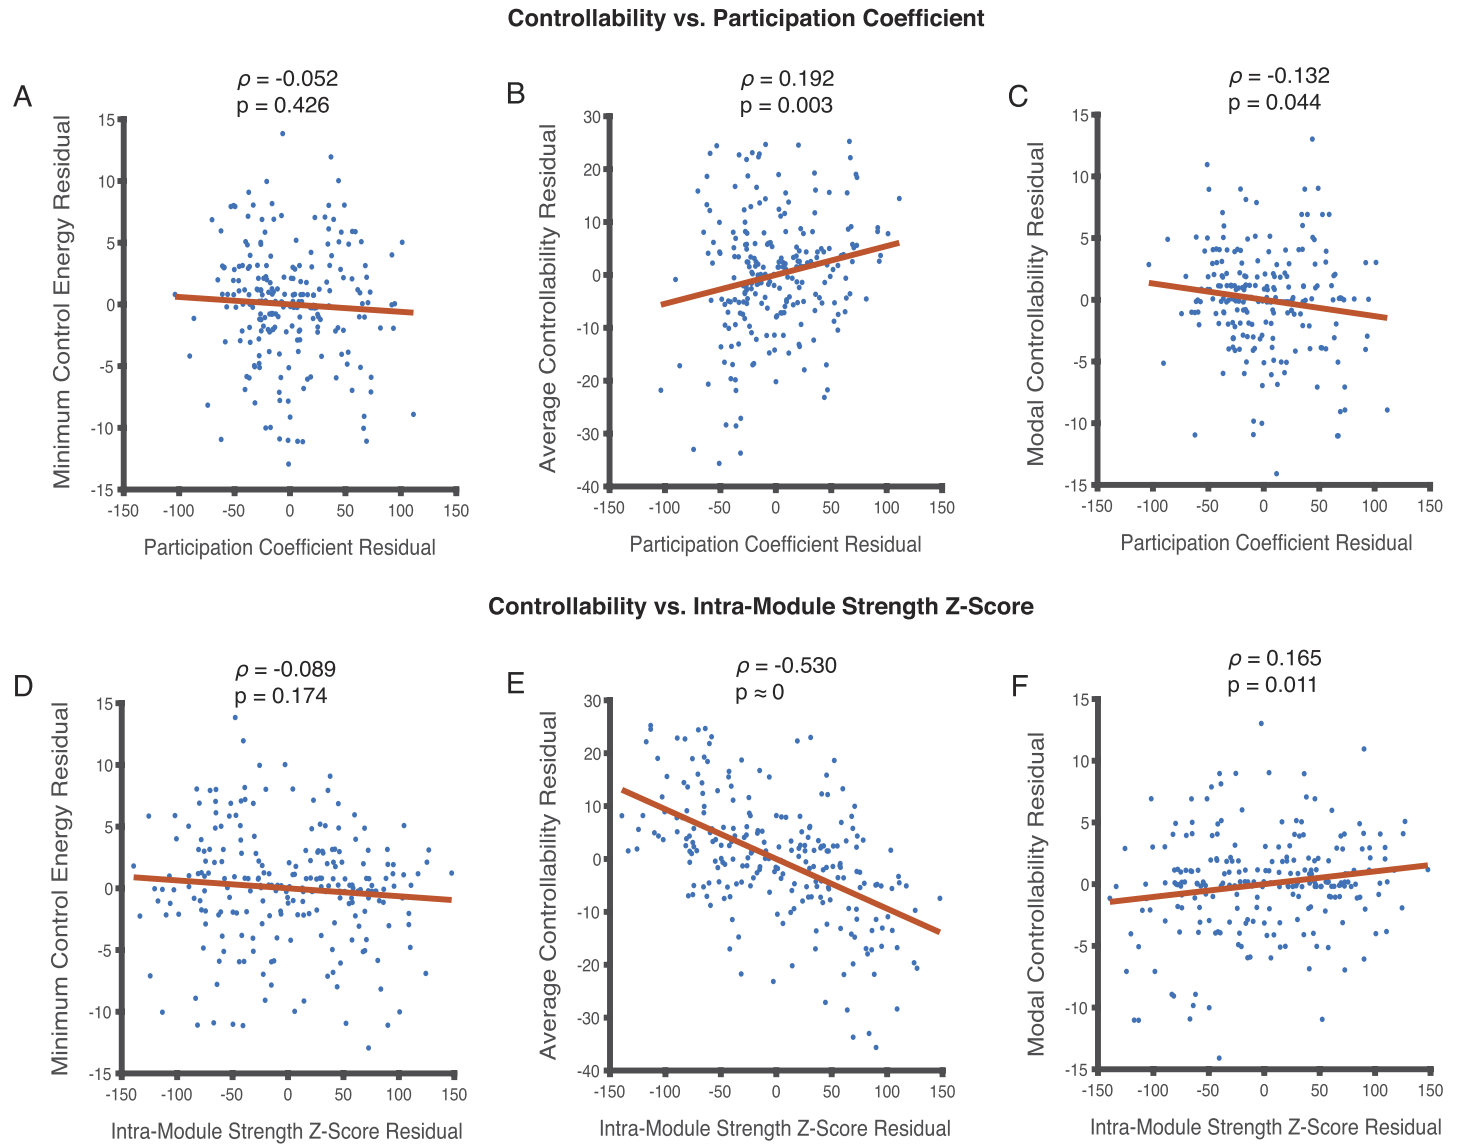 Controllability vs. Participation Coefficient
A
ρ = -0.052
p = 0.426
Minimum Control Energy Residual
15
10
5
0
-5
-10
-15
-150 -100 -50 0 50 100 150
Participation Coefficient Residual
B
ρ = 0.192
p = 0.003
Average Controllability Residual
30
20
10
0
-10
-20
-30
-40
-150 -100 -50 0 50 100 150
Participation Coefficient Residual
C
ρ = -0.132
p = 0.044
Modal Controllability Residual
15
10
5
0
-5
-10
-15
-150 -100 -50 0 50 100 150
Participation Coefficient Residual
Controllability vs. Intra-Module Strength Z-Score
D
ρ = -0.089
p = 0.174
Minimum Control Energy Residual
15
10
5
0
-5
-10
-15
-150 -100 -50 0 50 100 150
Intra-Module Strength Z-Score Residual
E
ρ = -0.530
p ≈ 0
Average Controllability Residual
30
20
10
0
-10
-20
-30
-40
-150 -100 -50 0 50 100 150
Intra-Module Strength Z-Score Residual
F
ρ = 0.165
p = 0.011
Modal Controllability Residual
15
10
5
0
-5
-10
-15
-150 -100 -50 0 50 100 150
Intra-Module Strength Z-Score Residual